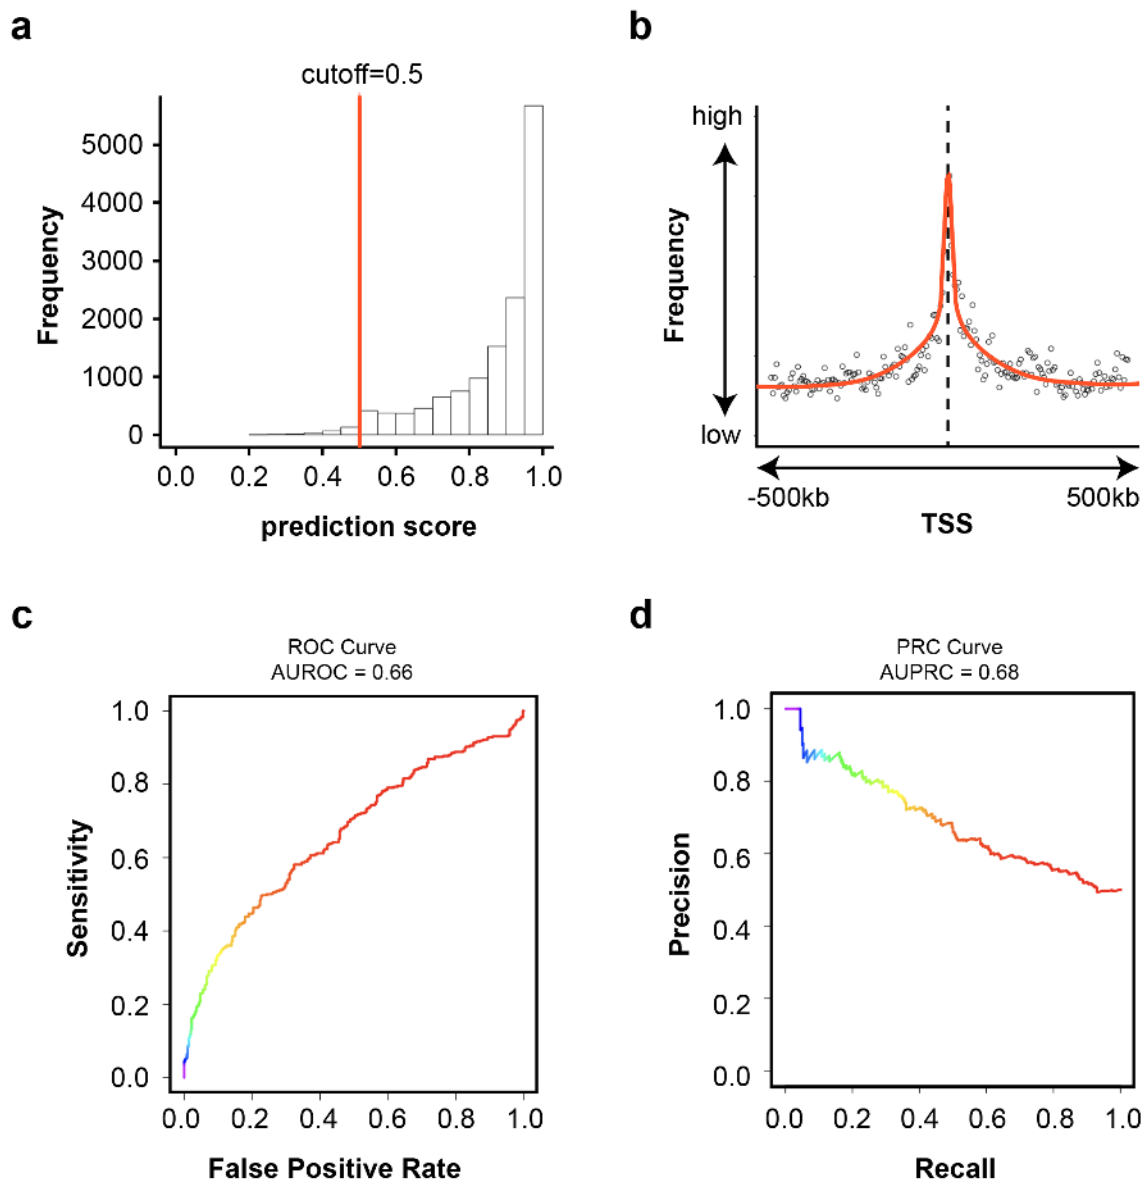 a
cutoff=0.5
5000
4000
3000
2000
1000
0
Frequency
0.0 0.2 0.4 0.6 0.8 1.0
prediction score
b
high
low
Frequency
-500kb 500kb
TSS
c
ROC Curve
AUROC = 0.66
1.0
0.8
0.6
0.4
0.2
0.0
Sensitivity
0.0 0.2 0.4 0.6 0.8 1.0
False Positive Rate
d
PRC Curve
AUPRC = 0.68
1.0
0.8
0.6
0.4
0.2
0.0
Precision
0.0 0.2 0.4 0.6 0.8 1.0
Recall